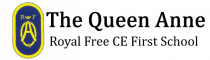 R F
The Queen Anne
Royal Free CE First School